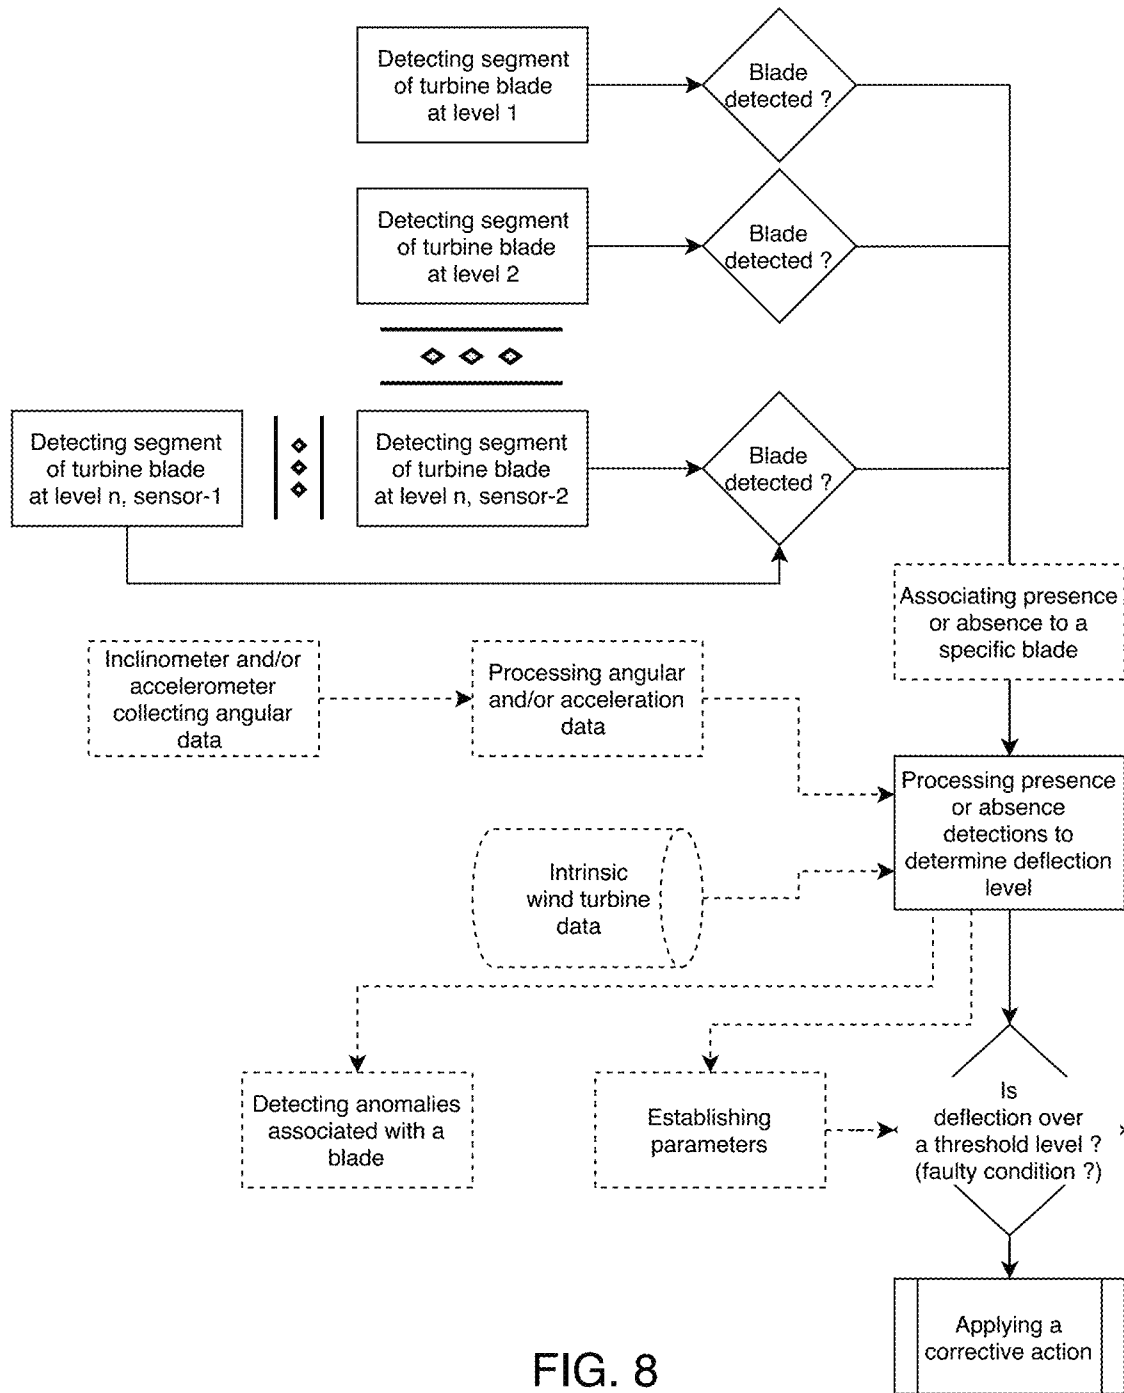 Detecting segment
of turbine blade
at level 1
Blade
detected ?
Detecting segment
of turbine blade
at level 2
Blade
detected ?
Detecting segment
of turbine blade
at level n, sensor-1
Detecting segment
of turbine blade
at level n, sensor-2
Blade
detected ?
Associating presence
or absence to a
specific blade
Inclinometer and/or
accelerometer
collecting angular
data
Processing angular
and/or acceleration
data
Processing presence
or absence
detections to
determine deflection
level
Intrinsic
wind turbine
data
Detecting anomalies
associated with a
blade
Establishing
parameters
Is
deflection over
a threshold level ?
(faulty condition ?)
Applying a
corrective action
FIG. 8